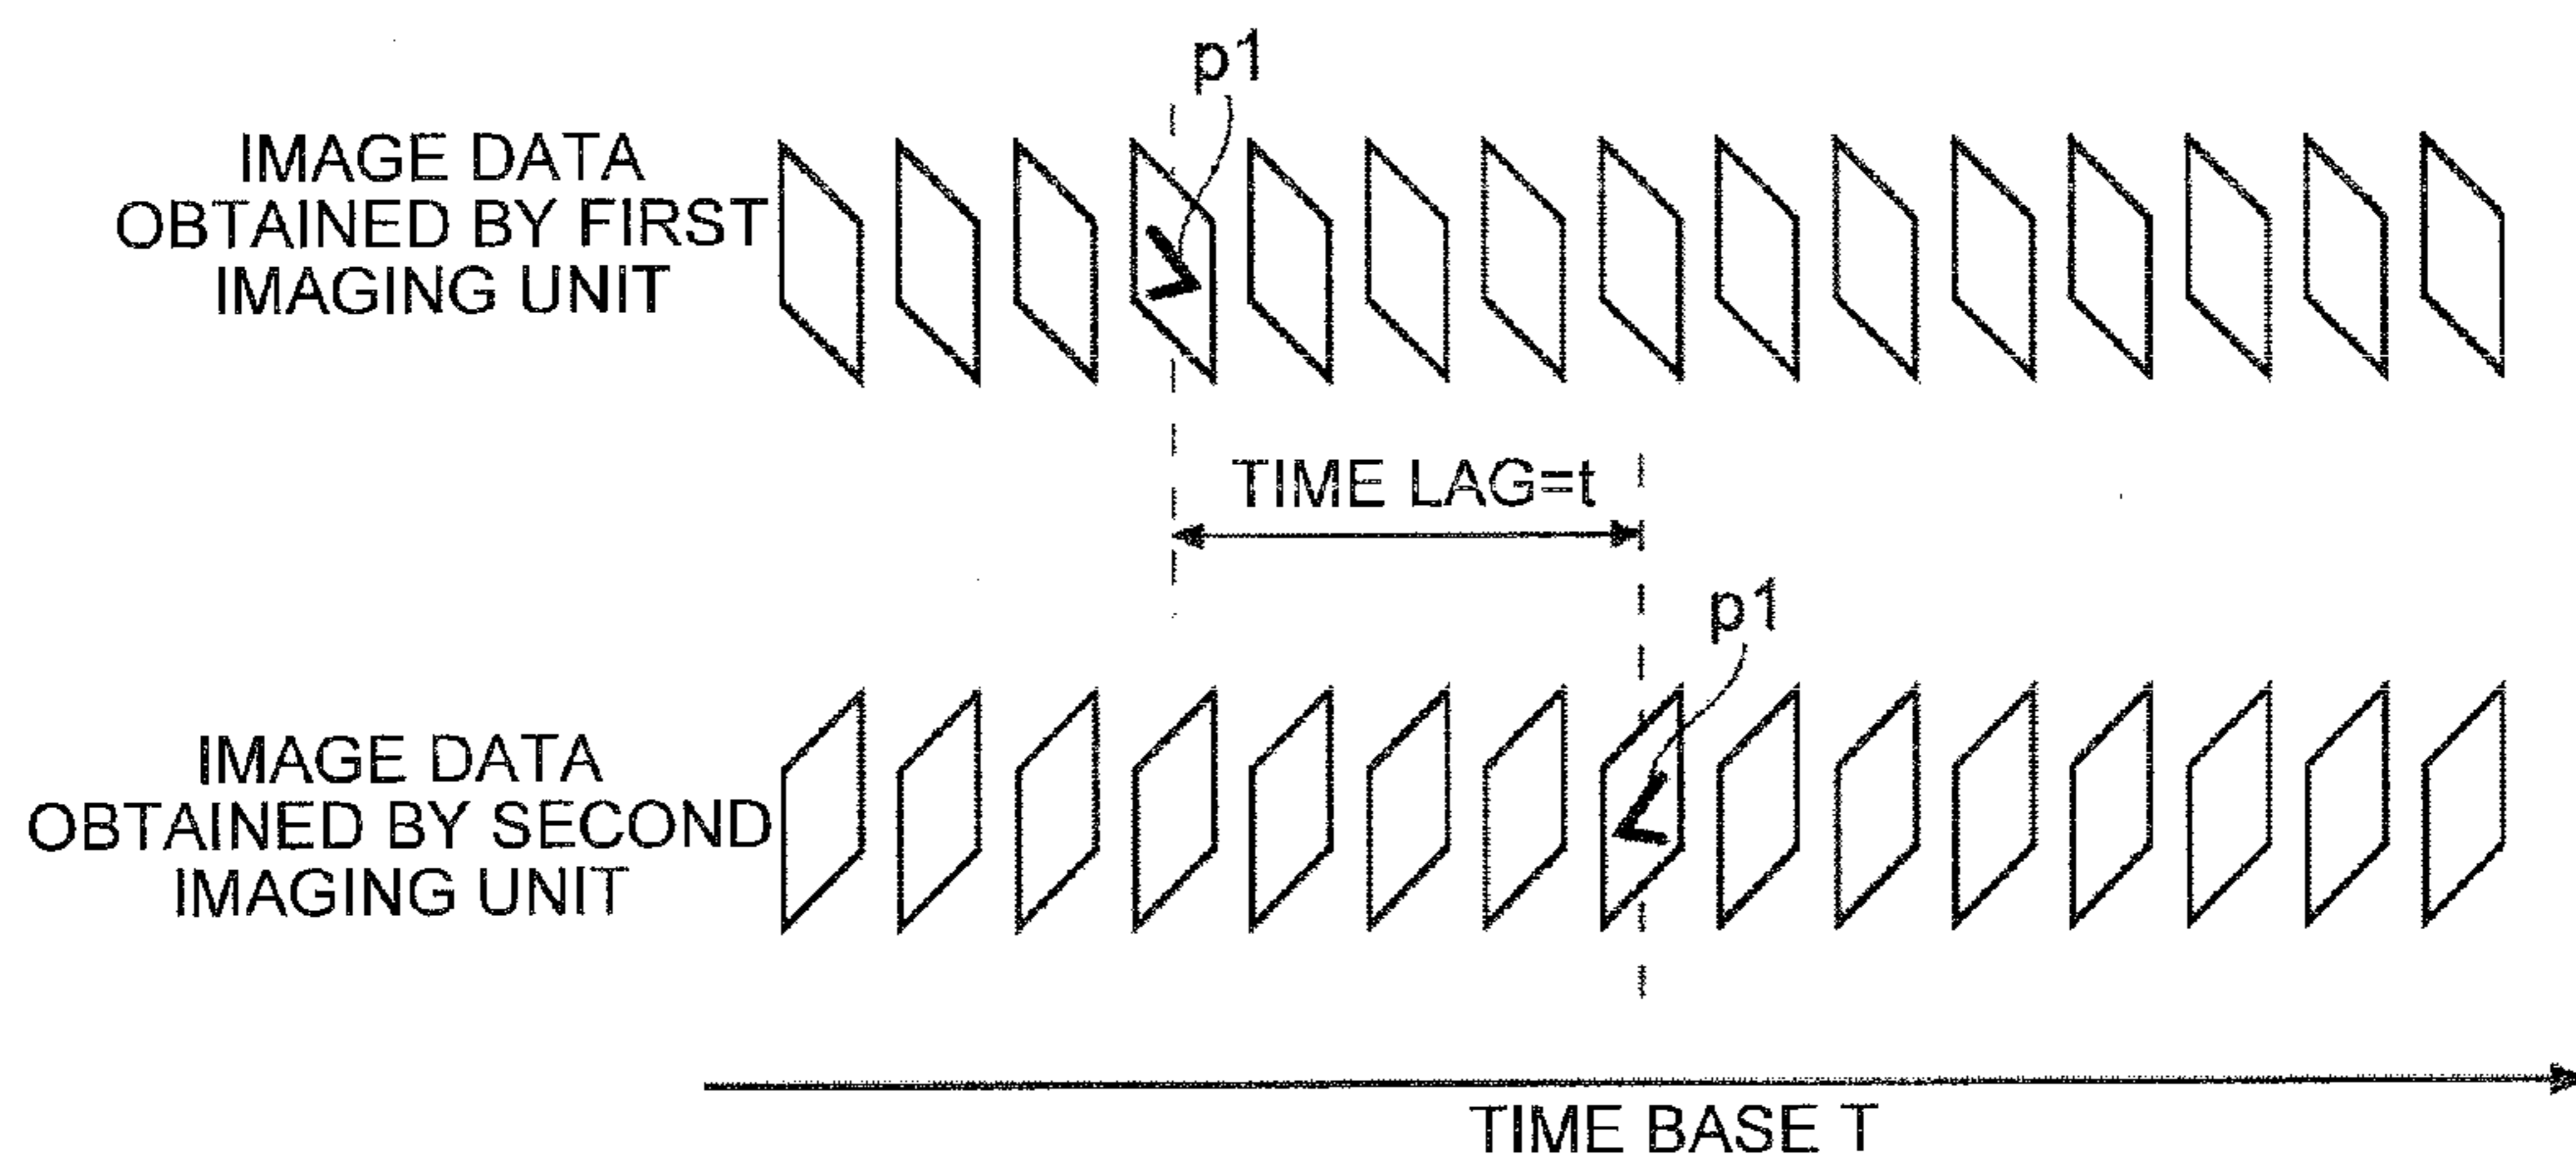 p1
IMAGE DATA
OBTAINED BY FIRST
IMAGING UNIT
TIME LAG=t
p1
IMAGE DATA
OBTAINED BY SECOND
IMAGING UNIT
TIME BASE T